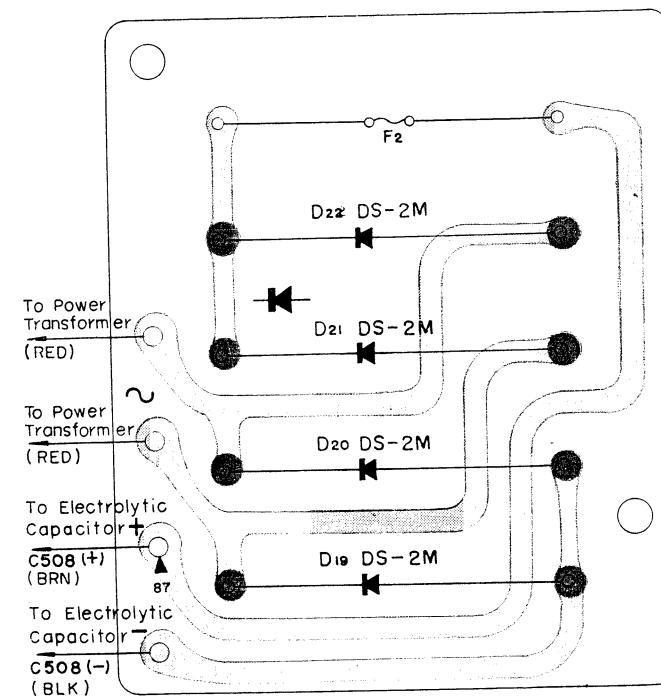 F2
D22 DS-2M
D21 DS-2M
To Power
Transformer
(RED)
~
To Power
Transformer
(RED)
D20 DS-2M
To Electrolytic
Capacitor +
C508 (+)
(BRN)
87
D19 DS-2M
To Electrolytic
Capacitor -
C508 (-)
(BLK)